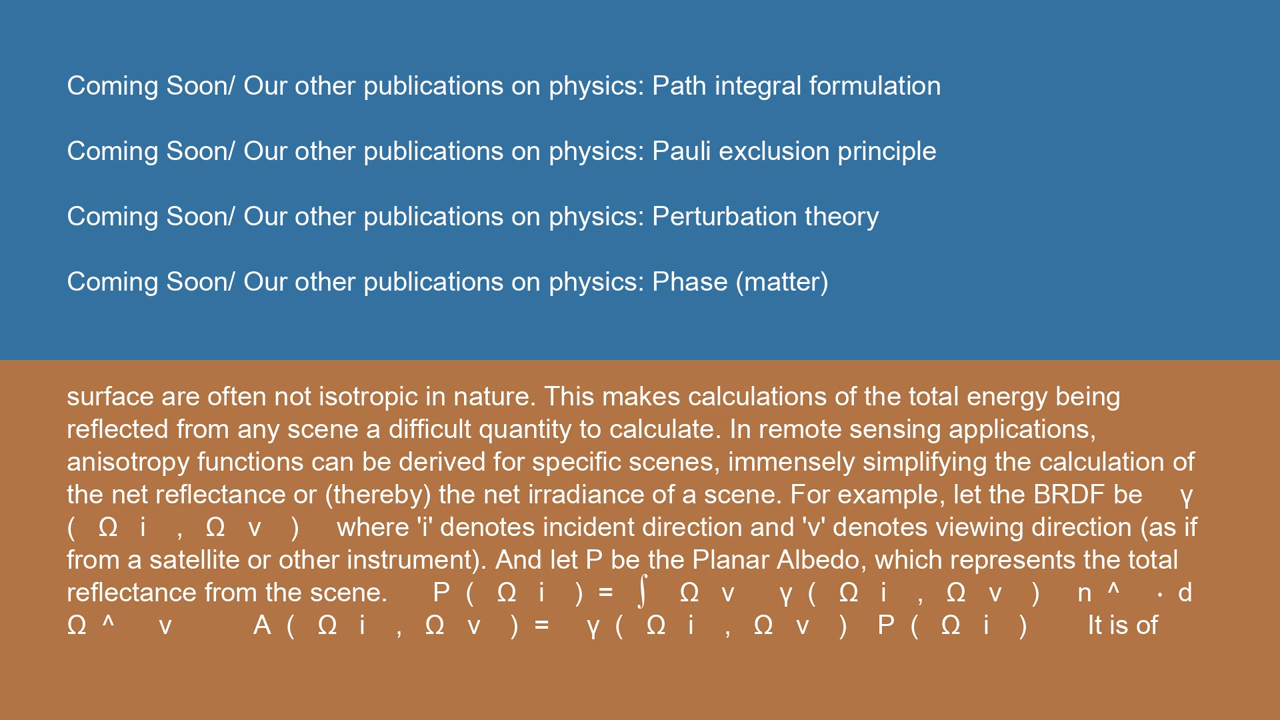 Coming Soon/ Our other publications on physics: Path integral formulation
Coming Soon/ Our other publications on physics: Pauli exclusion principle
Coming Soon/ Our other publications on physics: Perturbation theory
Coming Soon/ Our other publications on physics: Phase (matter)
surface are often not isotropic in nature. This makes calculations of the total energy being
reflected from any scene a difficult quantity to calculate. In remote sensing applications,
anisotropy functions can be derived for specific scenes, immensely simplifying the calculation of
the net reflectance or (thereby) the net irradiance of a scene. For example, let the BRDF be γ
( Ω i , Ω v ) where 'i' denotes incident direction and 'v' denotes viewing direction (as if
from a satellite or other instrument). And let P be the Planar Albedo, which represents the total
reflectance from the scene. P ( Ω i ) = ∫ Ω v γ ( Ω i , Ω v ) n ^ ⋅ d
Ω ^ v A ( Ω i , Ω v ) = γ ( Ω i , Ω v ) P ( Ω i ) It is of